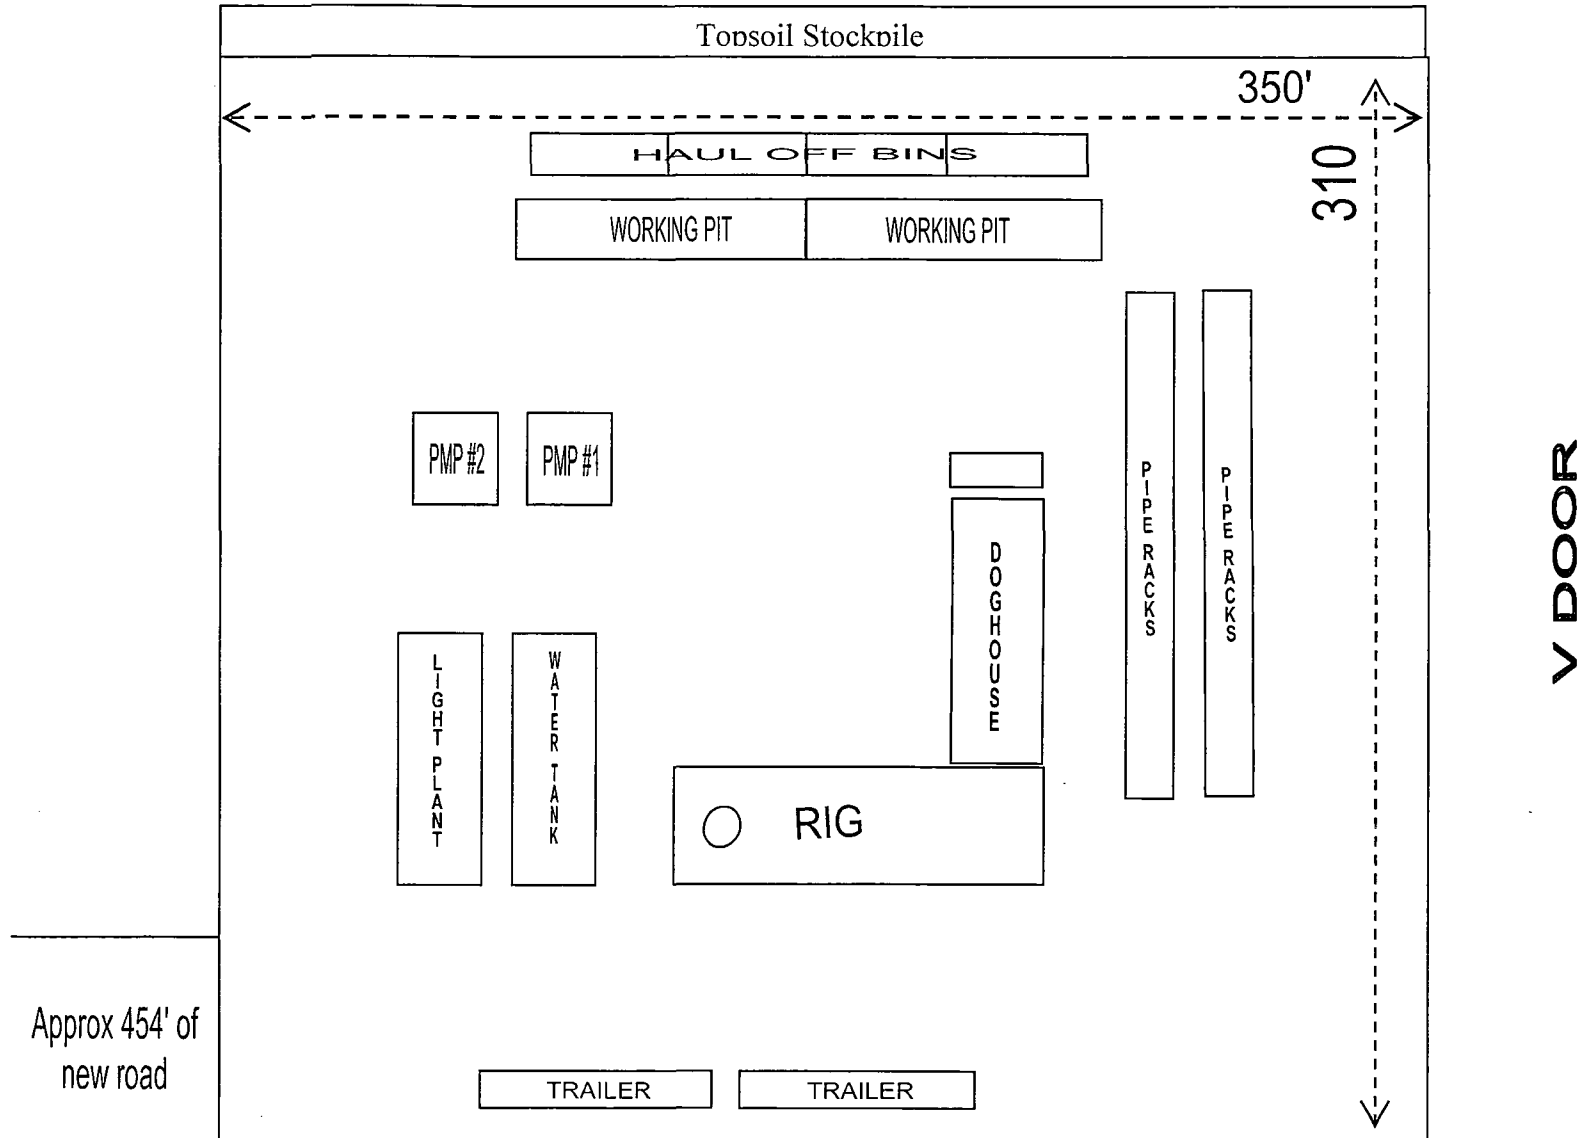 Topsoil Stockpile
350'
310
HAUL OFF BINS
WORKING PIT
WORKING PIT
PMP #2
PMP #1
PIPE RACKS
PIPE RACKS
V DOOR
DOGHOUSE
LIGHT PLANT
WATER TANK
RIG
Approx 454' of
new road
TRAILER
TRAILER